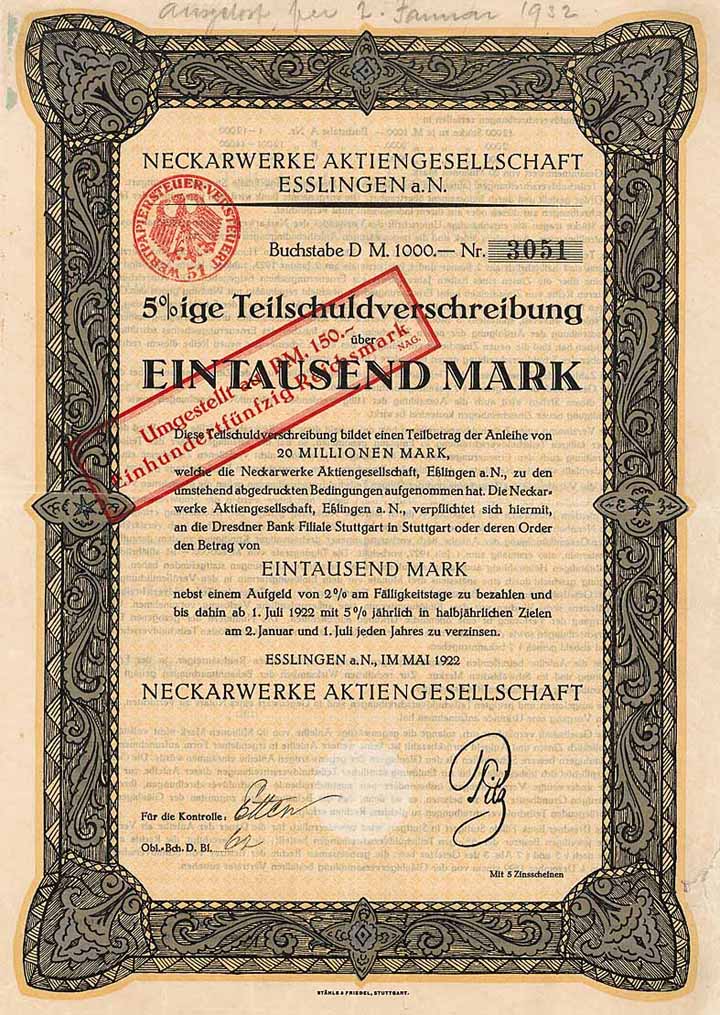 ausgelost per 2. Januar 1932
NECKARWERKE AKTIENGESELLSCHAFT
ESSLINGEN a.N.
WERTPAPIERSTEUER·VERSTEUERT
51
Buchstabe D M. 1000.— Nr. 3051
5%ige Teilschuldverschreibung
über
EINTAUSEND MARK
Umgestellt auf RM. 150.–
Einhundertfünfzig Reichsmark
NAG.
Diese Teilschuldverschreibung bildet einen Teilbetrag der Anleihe von
20 MILLIONEN MARK,
welche die Neckarwerke Aktiengesellschaft, Eßlingen a.N., zu den
umstehend abgedruckten Bedingungen aufgenommen hat. Die Neckar-
werke Aktiengesellschaft, Eßlingen a. N., verpflichtet sich hiermit,
an die Dresdner Bank Filiale Stuttgart in Stuttgart oder deren Order
den Betrag von
EINTAUSEND MARK
nebst einem Aufgeld von 2% am Fälligkeitstage zu bezahlen und
bis dahin ab 1. Juli 1922 mit 5% jährlich in halbjährlichen Zielen
am 2. Januar und 1. Juli jeden Jahres zu verzinsen.
ESSLINGEN a.N., IM MAI 1922
NECKARWERKE AKTIENGESELLSCHAFT
Für die Kontrolle:
Obl.-Bch. D. Bl.
Mit 5 Zinsscheinen
STÄHLE & FRIEDEL, STUTTGART.